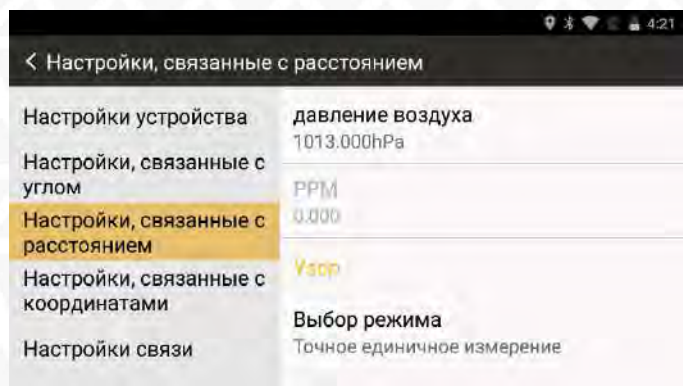 4:21
Настройки, связанные с расстоянием
Настройки устройства
Настройки, связанные с
углом
Настройки, связанные с
расстоянием
Настройки, связанные с
координатами
Настройки связи
давление воздуха
1013.000hPa
PPM
0.000
Узор
Выбор режима
Точное единичное измерение